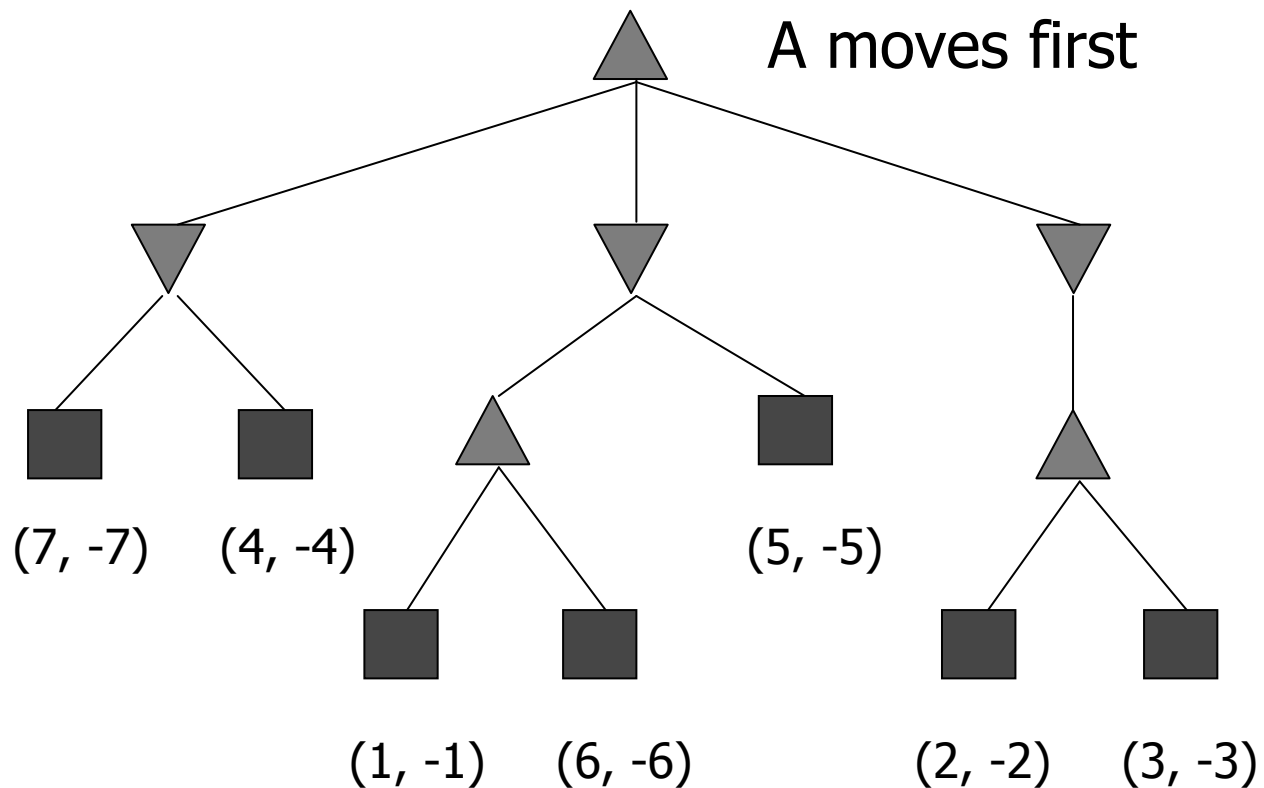 A moves first
(7, -7) (4, -4) (5, -5)
(1, -1) (6, -6) (2, -2) (3, -3)